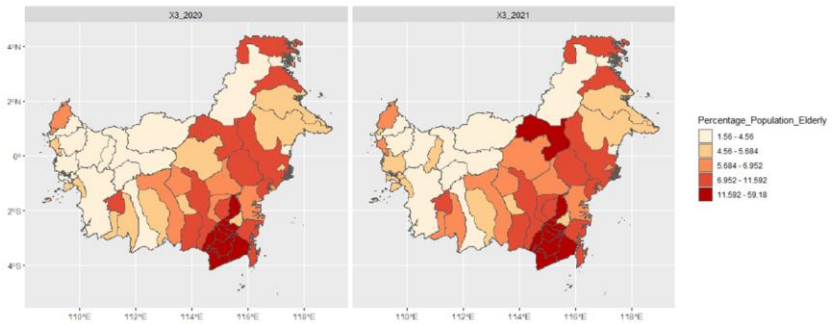 X3_2020
X3_2021
4°N
2°N
0°
2°S
4°S
110°E 112°E 114°E 116°E 118°E
110°E 112°E 114°E 116°E 118°E
Percentage_Population_Elderly
1.56 - 4.56
4.56 - 5.684
5.684 - 6.952
6.952 - 11.592
11.592 - 59.18